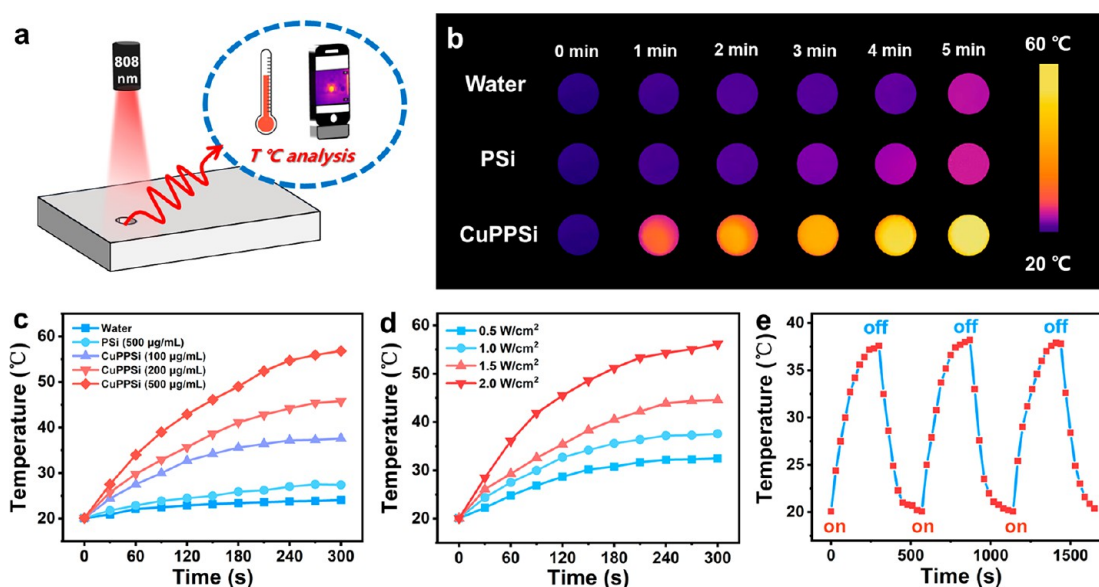 a
808
nm
T ℃ analysis
b
0 min 1 min 2 min 3 min 4 min 5 min
Water
PSi
CuPPSi
60 ℃
20 ℃
c
Water
PSi (500 μg/mL)
CuPPSi (100 μg/mL)
CuPPSi (200 μg/mL)
CuPPSi (500 μg/mL)
Temperature (℃)
60
50
40
30
20
0 60 120 180 240 300
Time (s)
d
0.5 W/cm²
1.0 W/cm²
1.5 W/cm²
2.0 W/cm²
Temperature (℃)
60
50
40
30
20
0 60 120 180 240 300
Time (s)
e
off off off
on on on
Temperature (℃)
40
35
30
25
20
0 500 1000 1500
Time (s)